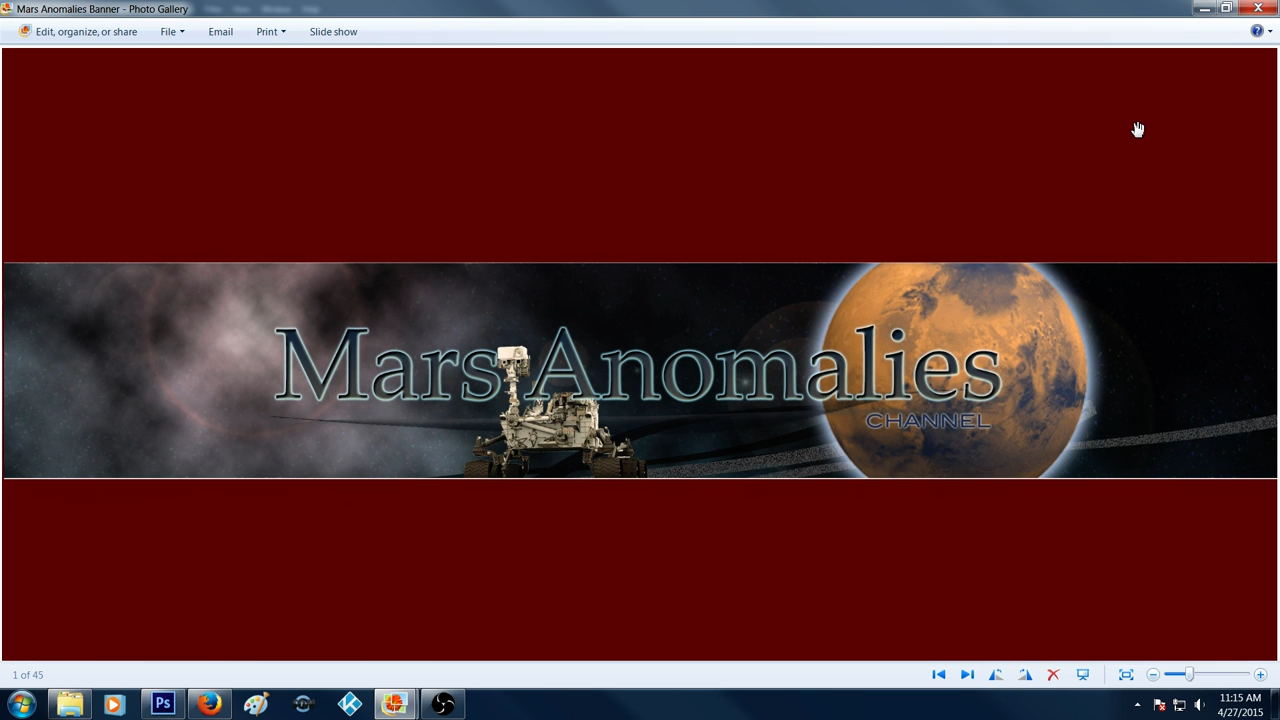 Mars Anomalies Banner - Photo Gallery
Edit, organize, or share File Email Print Slide show
Mars Anomalies
CHANNEL
1 of 45
Ps
11:15 AM
4/27/2015